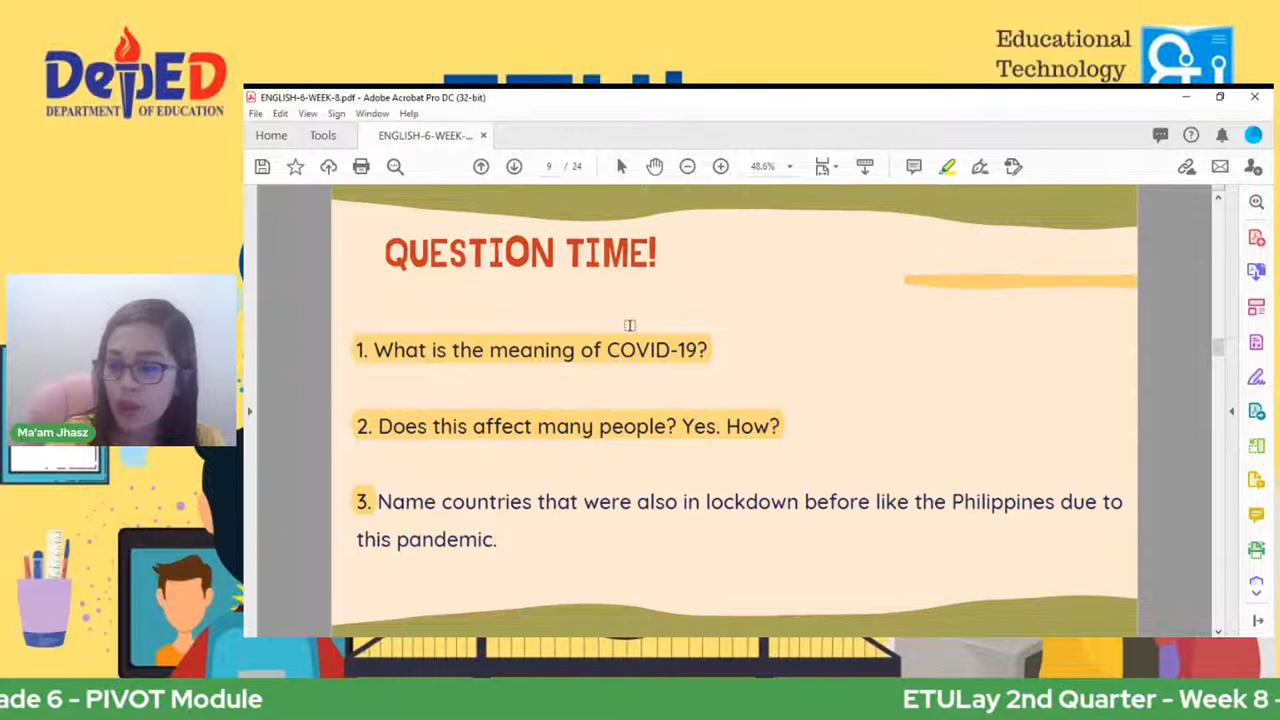 DepED
DEPARTMENT OF EDUCATION
Educational
Technology
ENGLISH-6-WEEK-8.pdf - Adobe Acrobat Pro DC (32-bit)
File Edit View Sign Window Help
Home Tools ENGLISH-6-WEEK-... ×
9 / 24 48.6%
QUESTION TIME!
1. What is the meaning of COVID-19?
2. Does this affect many people? Yes. How?
3. Name countries that were also in lockdown before like the Philippines due to
this pandemic.
Ma'am Jhasz
ade 6 - PIVOT Module
ETULay 2nd Quarter - Week 8 -